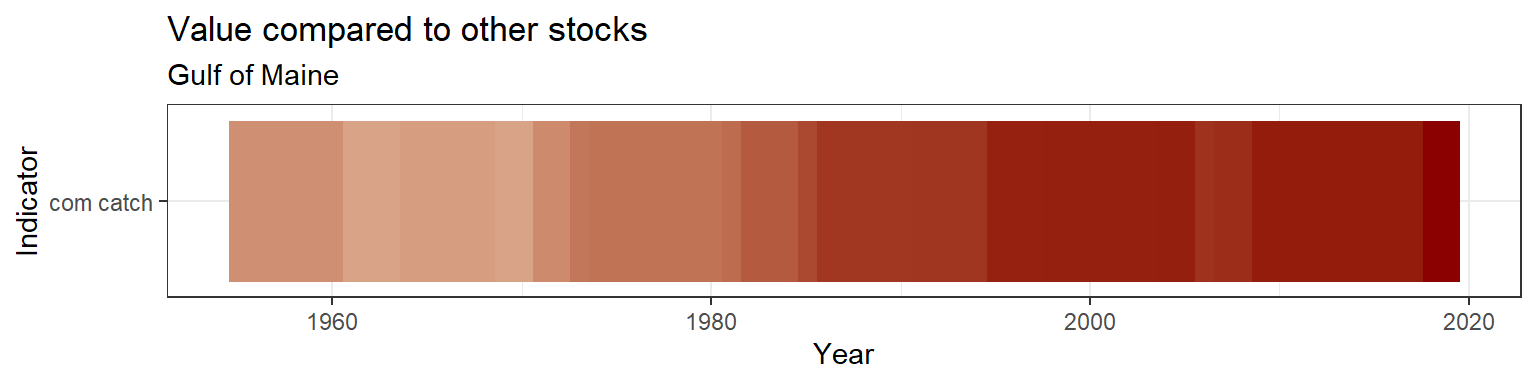 Value compared to other stocks
Gulf of Maine
Indicator
com catch
1960 1980 2000 2020
Year